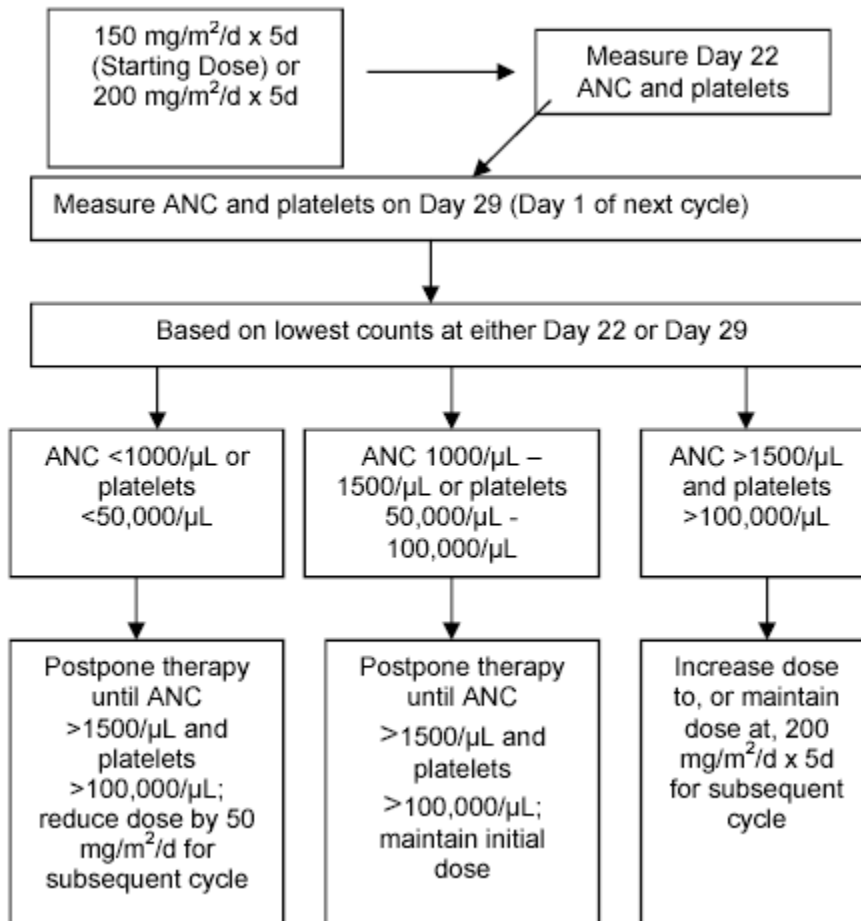 150 mg/m²/d x 5d
(Starting Dose) or
200 mg/m²/d x 5d
Measure Day 22
ANC and platelets
Measure ANC and platelets on Day 29 (Day 1 of next cycle)
Based on lowest counts at either Day 22 or Day 29
ANC <1000/µL or
platelets
<50,000/µL
ANC 1000/µL –
1500/µL or platelets
50,000/µL -
100,000/µL
ANC >1500/µL
and platelets
>100,000/µL
Postpone therapy
until ANC
>1500/µL and
platelets
>100,000/µL;
reduce dose by 50
mg/m²/d for
subsequent cycle
Postpone therapy
until ANC
>1500/µL and
platelets
>100,000/µL;
maintain initial
dose
Increase dose
to, or maintain
dose at, 200
mg/m²/d x 5d
for subsequent
cycle